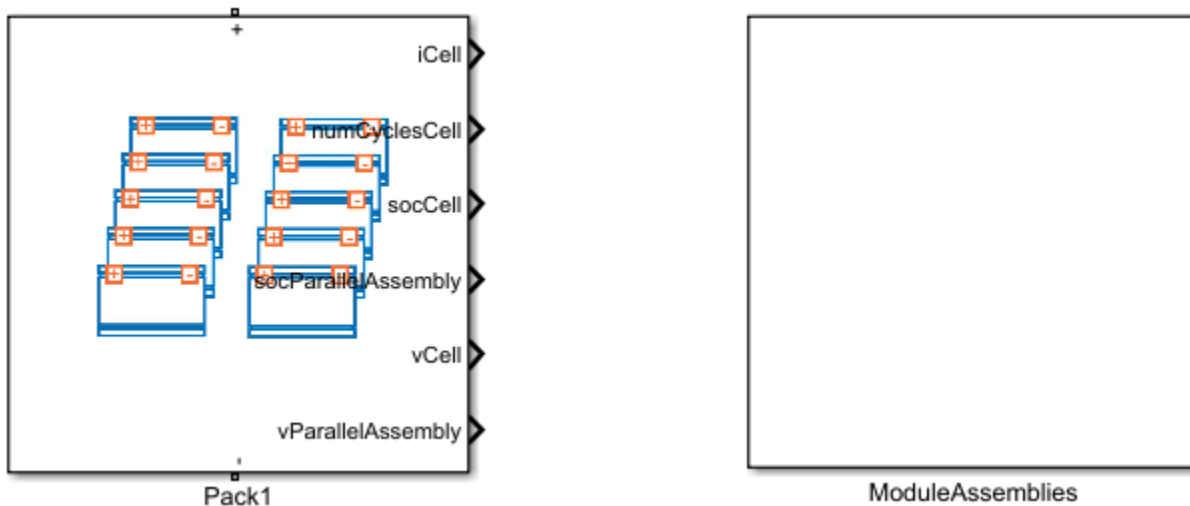 +
iCell
numCyclesCell
socCell
socParallelAssembly
vCell
vParallelAssembly
-
Pack1
ModuleAssemblies